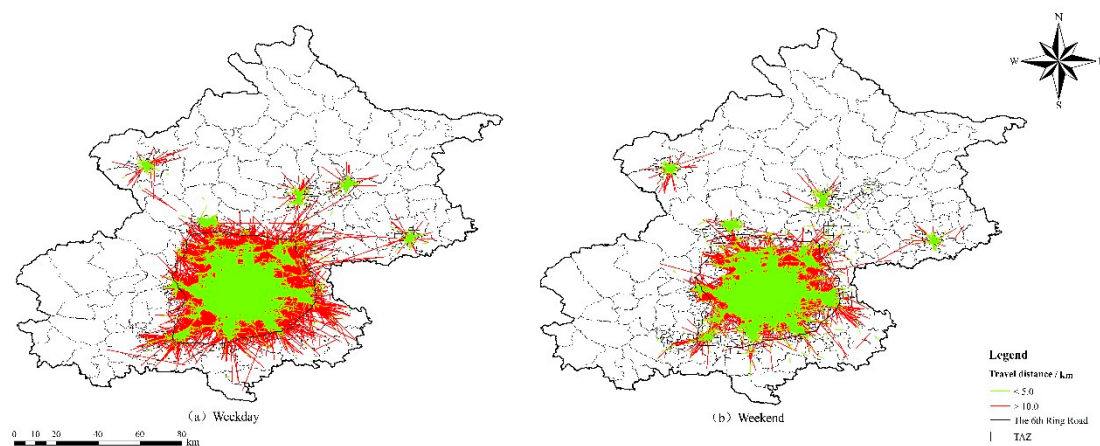 N
W
E
S
(a) Weekday
(b) Weekend
0 10 20 40 60 80
km
Legend
Travel distance / km
< 5.0
> 10.0
The 6th Ring Road
TAZ